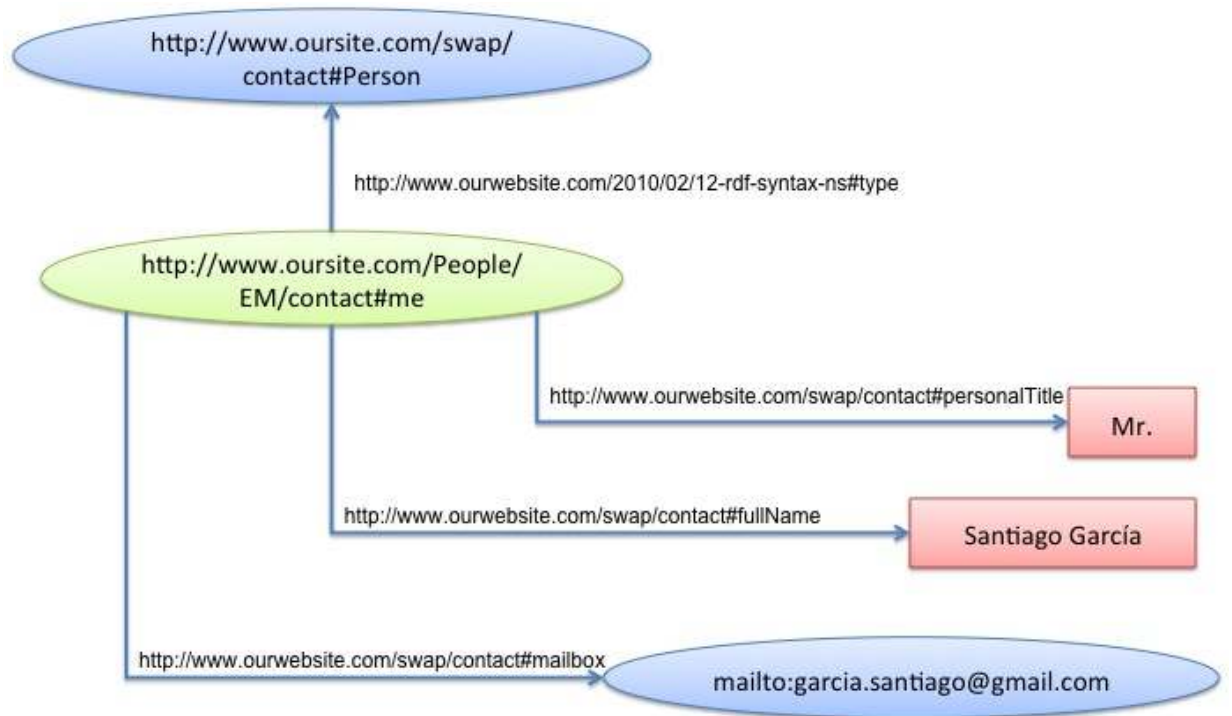 http://www.oursite.com/swap/
contact#Person
http://www.ourwebsite.com/2010/02/12-rdf-syntax-ns#type
http://www.oursite.com/People/
EM/contact#me
http://www.ourwebsite.com/swap/contact#personalTitle
Mr.
http://www.ourwebsite.com/swap/contact#fullName
Santiago García
http://www.ourwebsite.com/swap/contact#mailbox
mailto:garcia.santiago@gmail.com